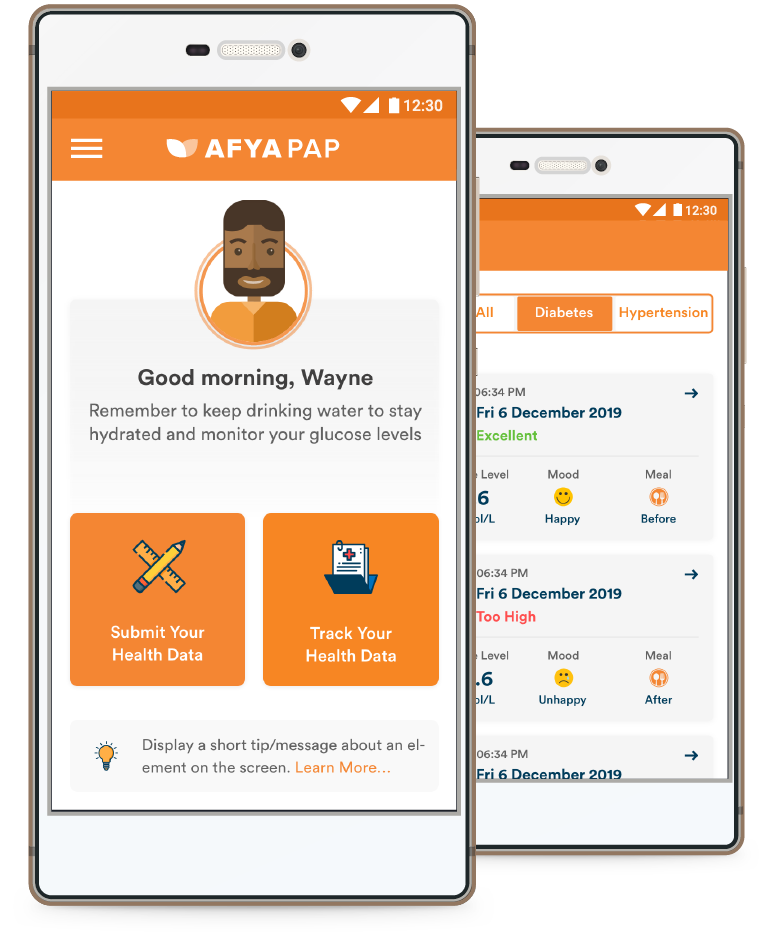 12:30
AFYA PAP
Good morning, Wayne
Remember to keep drinking water to stay
hydrated and monitor your glucose levels
Submit Your
Health Data
Track Your
Health Data
Display a short tip/message about an el-
ement on the screen. Learn More...
12:30
All
Diabetes
Hypertension
06:34 PM
Fri 6 December 2019
Excellent
Level
Mood
Meal
6
ol/L
Happy
Before
06:34 PM
Fri 6 December 2019
Too High
Level
Mood
Meal
.6
ol/L
Unhappy
After
06:34 PM
Fri 6 December 2019